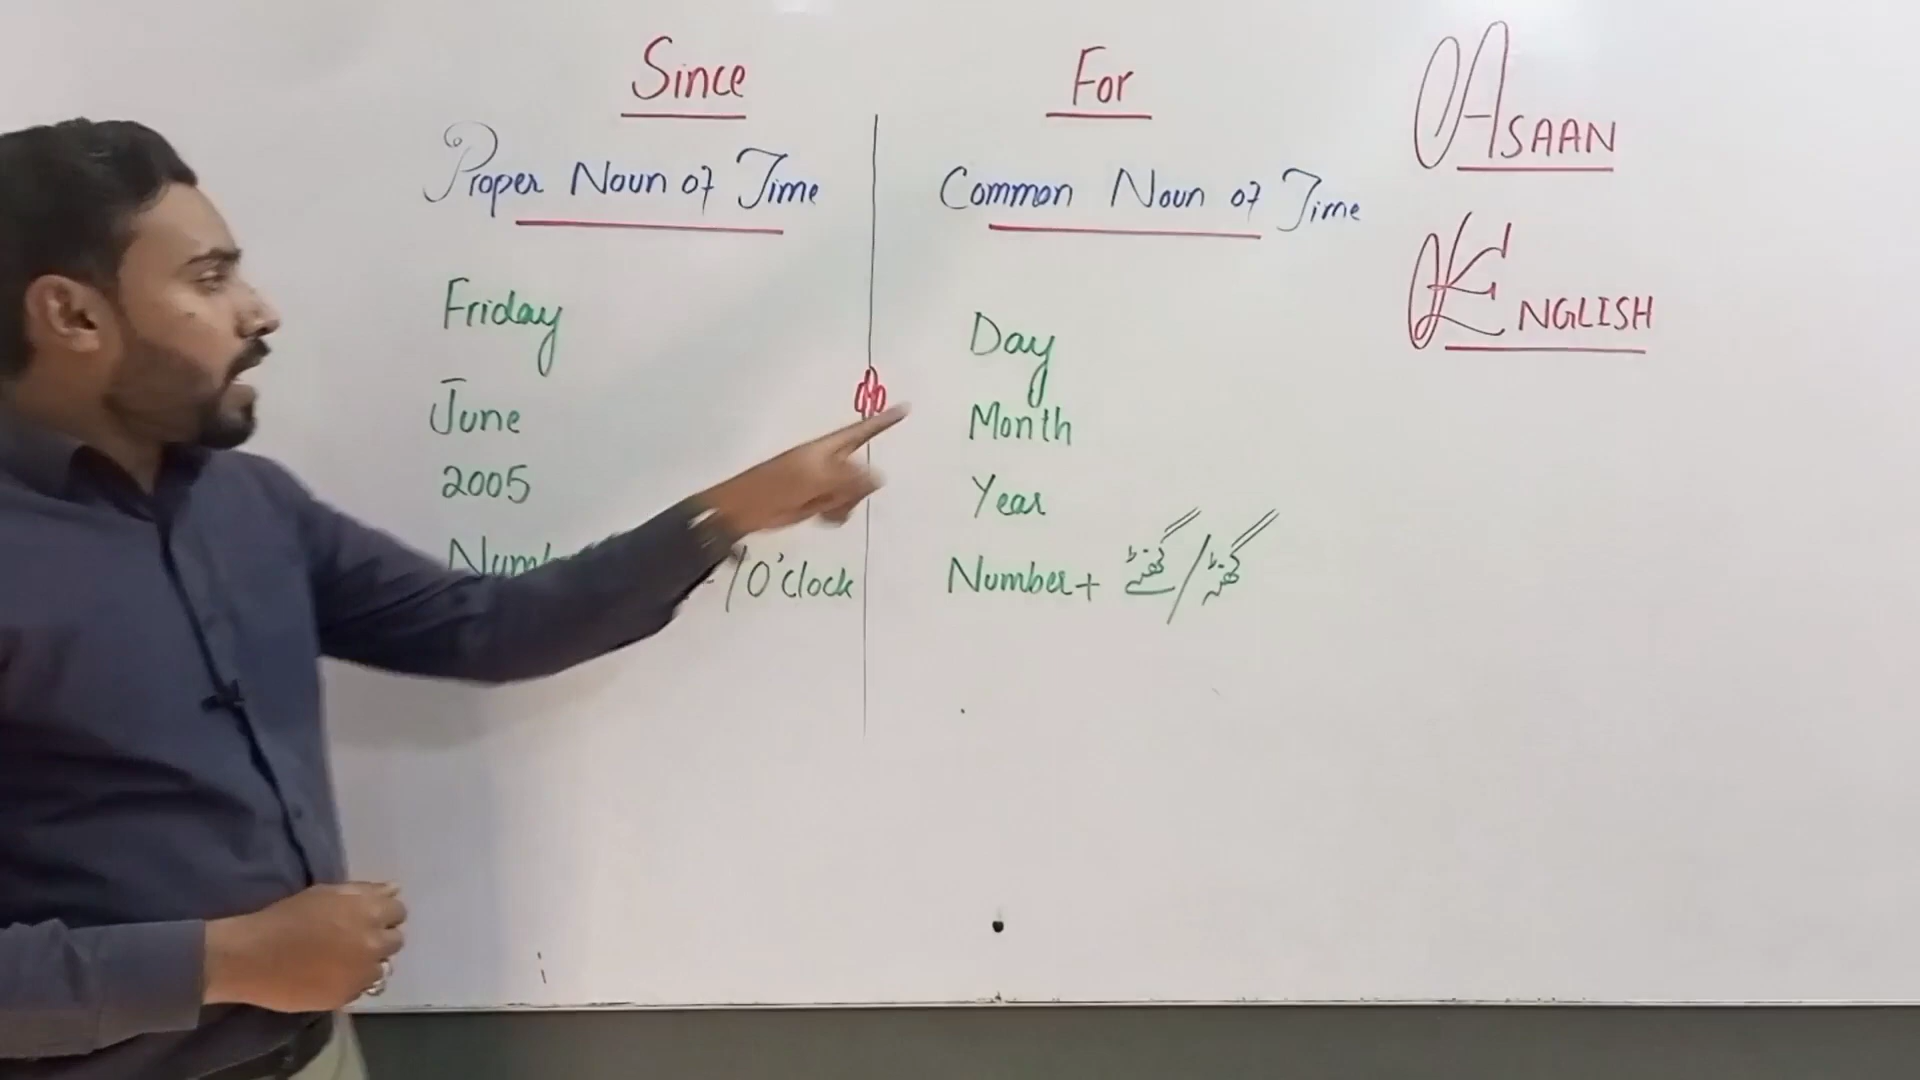 Since
Proper Noun of Time
Friday
June
2005
/O'clock
For
Common Noun of Time
Day
Month
Year
Number + گھنٹے / گھنٹہ
ASAAN
ENGLISH